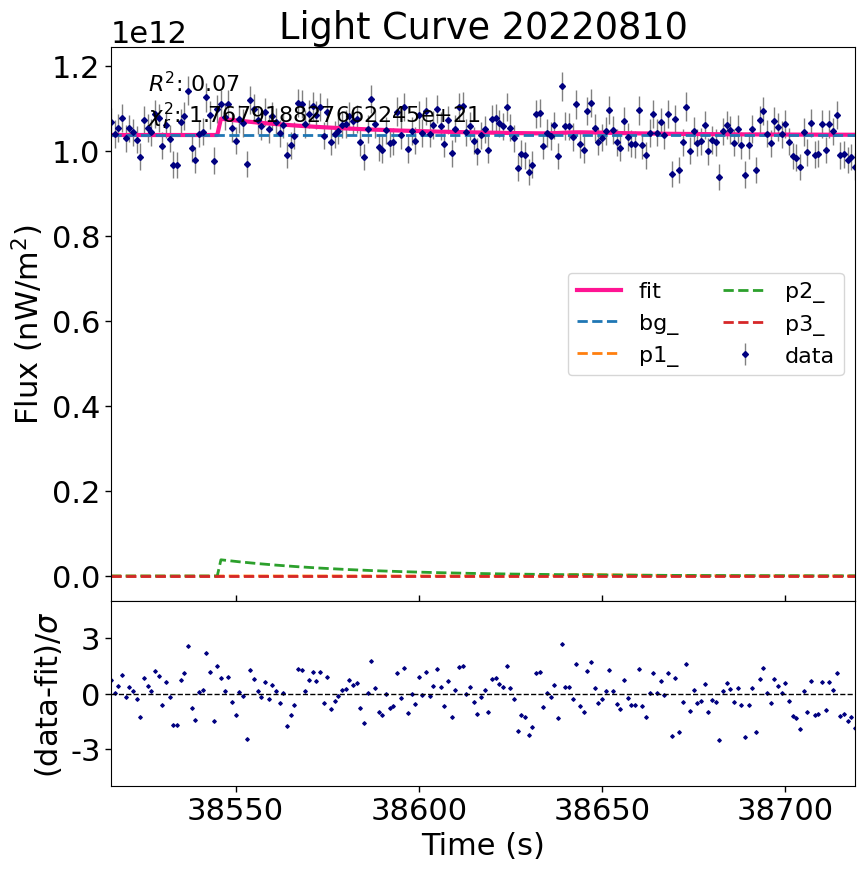 Light Curve 20220810
1e12
R²: 0.07
χ²: 1.767918827662245e+21
1.2
1.0
0.8
0.6
0.4
0.2
0.0
Flux (nW/m²)
fit
bg_
p1_
p2_
p3_
data
3
0
-3
(data-fit)/σ
38550 38600 38650 38700
Time (s)